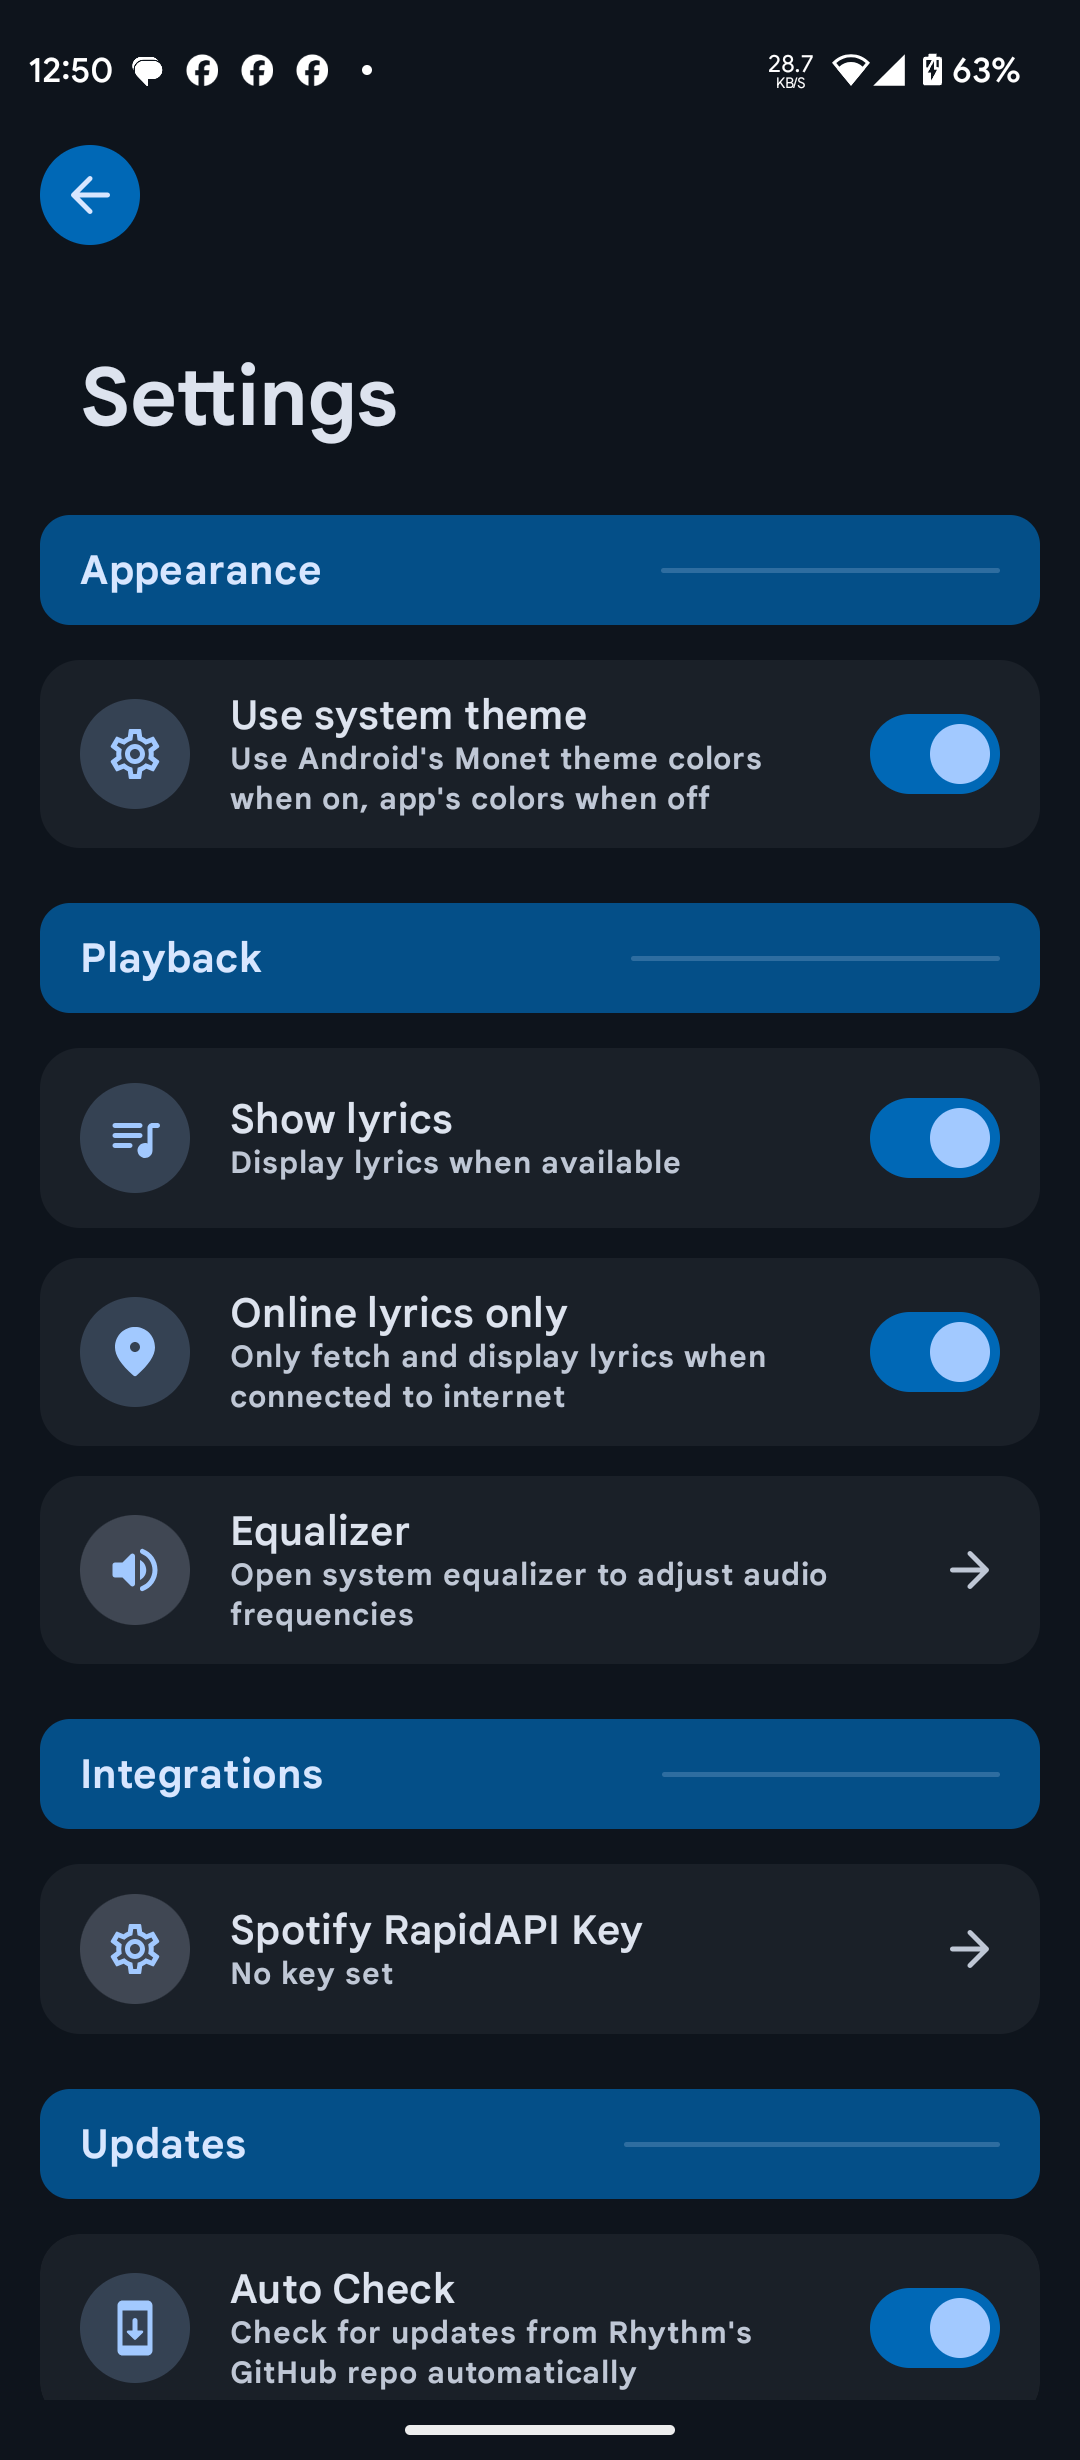 12:50
28.7
KB/S
63%
Settings
Appearance
Use system theme
Use Android's Monet theme colors
when on, app's colors when off
Playback
Show lyrics
Display lyrics when available
Online lyrics only
Only fetch and display lyrics when
connected to internet
Equalizer
Open system equalizer to adjust audio
frequencies
Integrations
Spotify RapidAPI Key
No key set
Updates
Auto Check
Check for updates from Rhythm's
GitHub repo automatically